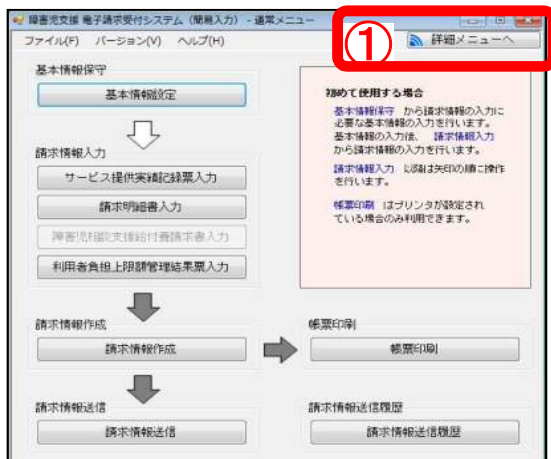 障害児支援 電子請求受付システム（簡易入力） - 通常メニュー
ファイル(F) バージョン(V) ヘルプ(H)
①
詳細メニューへ
基本情報保守
基本情報設定
初めて使用する場合
基本情報保守 から請求情報の入力に
必要な基本情報の入力を行います。
基本情報の入力後、 請求情報入力
から請求情報の入力を行います。
請求情報入力 以降は矢印の順に操作
を行います。
帳票印刷 はプリンタが設定され
ている場合のみ利用できます。
請求情報入力
サービス提供実績記録票入力
請求明細書入力
障害児相談支援給付費請求書入力
利用者負担上限額管理結果票入力
請求情報作成
請求情報作成
帳票印刷
帳票印刷
請求情報送信
請求情報送信
請求情報送信履歴
請求情報送信履歴